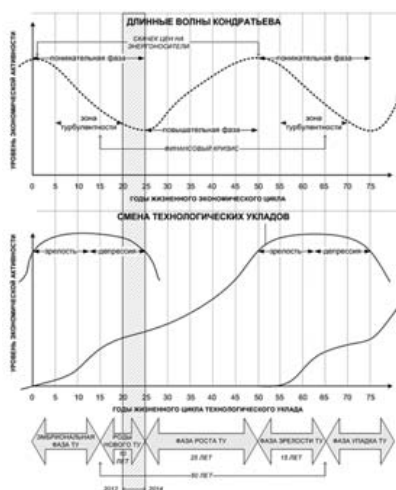 ДЛИННЫЕ ВОЛНЫ КОНДРАТЬЕВА
СКАЧЕК ЦЕН НА
ЭНЕРГОНОСИТЕЛИ
понижательная фаза
понижательная фаза
зона
турбулентности
повышательная фаза
зона
турбулентности
ФИНАНСОВЫЙ КРИЗИС
УРОВЕНЬ ЭКОНОМИЧЕСКОЙ АКТИВНОСТИ
0 5 10 15 20 25 30 35 40 45 50 55 60 65 70 75
ГОДЫ ЖИЗНЕННОГО ЭКОНОМИЧЕСКОГО ЦИКЛА
СМЕНА ТЕХНОЛОГИЧЕСКИХ УКЛАДОВ
зрелость депрессия зрелость депрессия
УРОВЕНЬ ЭКОНОМИЧЕСКОЙ АКТИВНОСТИ
0 5 10 15 20 25 30 35 40 45 50 55 60 65 70 75
ГОДЫ ЖИЗНЕННОГО ЦИКЛА ТЕХНОЛОГИЧЕСКОГО УКЛАДА
ЭМБРИОНАЛЬНАЯ
ФАЗА ТУ
РОДЫ
НОВОГО ТУ
10
ЛЕТ
ФАЗА РОСТА ТУ
25 ЛЕТ
ФАЗА ЗРЕЛОСТИ ТУ
15 ЛЕТ
ФАЗА УПАДКА ТУ
50 ЛЕТ